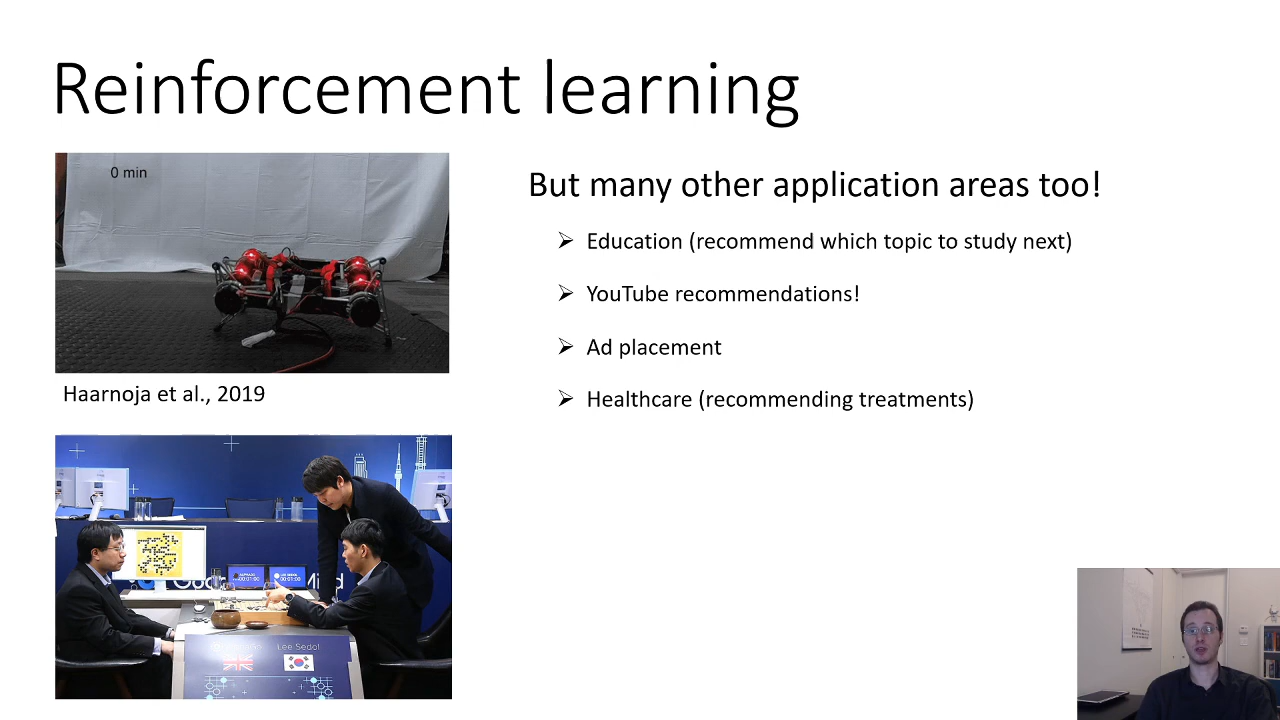 Reinforcement learning
0 min
Haarnoja et al., 2019
But many other application areas too!
Education (recommend which topic to study next)
YouTube recommendations!
Ad placement
Healthcare (recommending treatments)
Lee Sedol